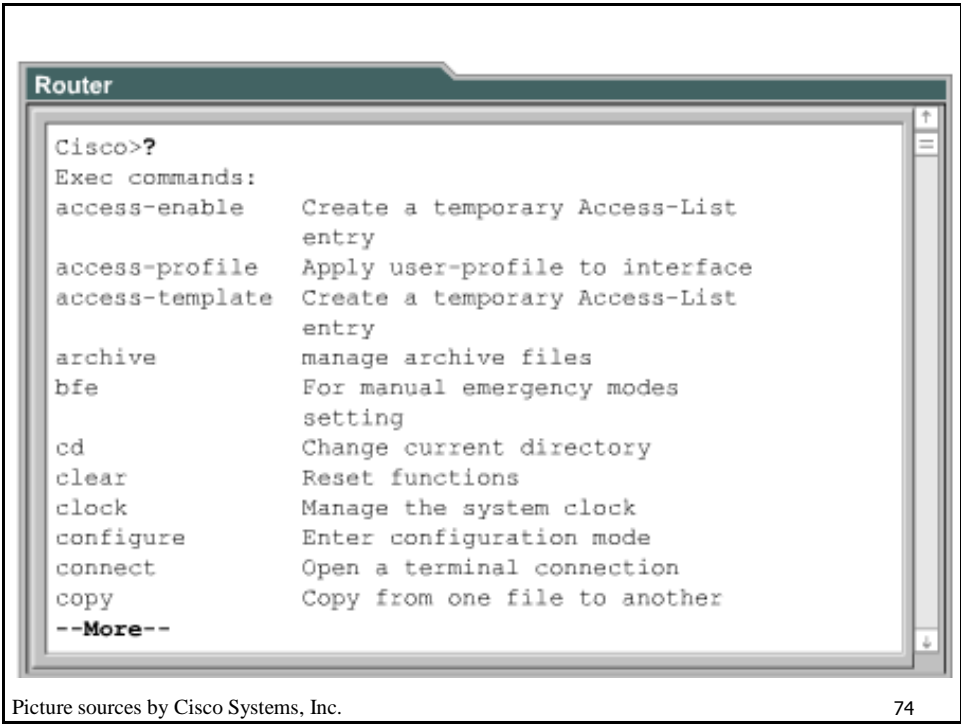 Router
Cisco>?
Exec commands:
access-enable Create a temporary Access-List
entry
access-profile Apply user-profile to interface
access-template Create a temporary Access-List
entry
archive manage archive files
bfe For manual emergency modes
setting
cd Change current directory
clear Reset functions
clock Manage the system clock
configure Enter configuration mode
connect Open a terminal connection
copy Copy from one file to another
--More--
Picture sources by Cisco Systems, Inc. 74